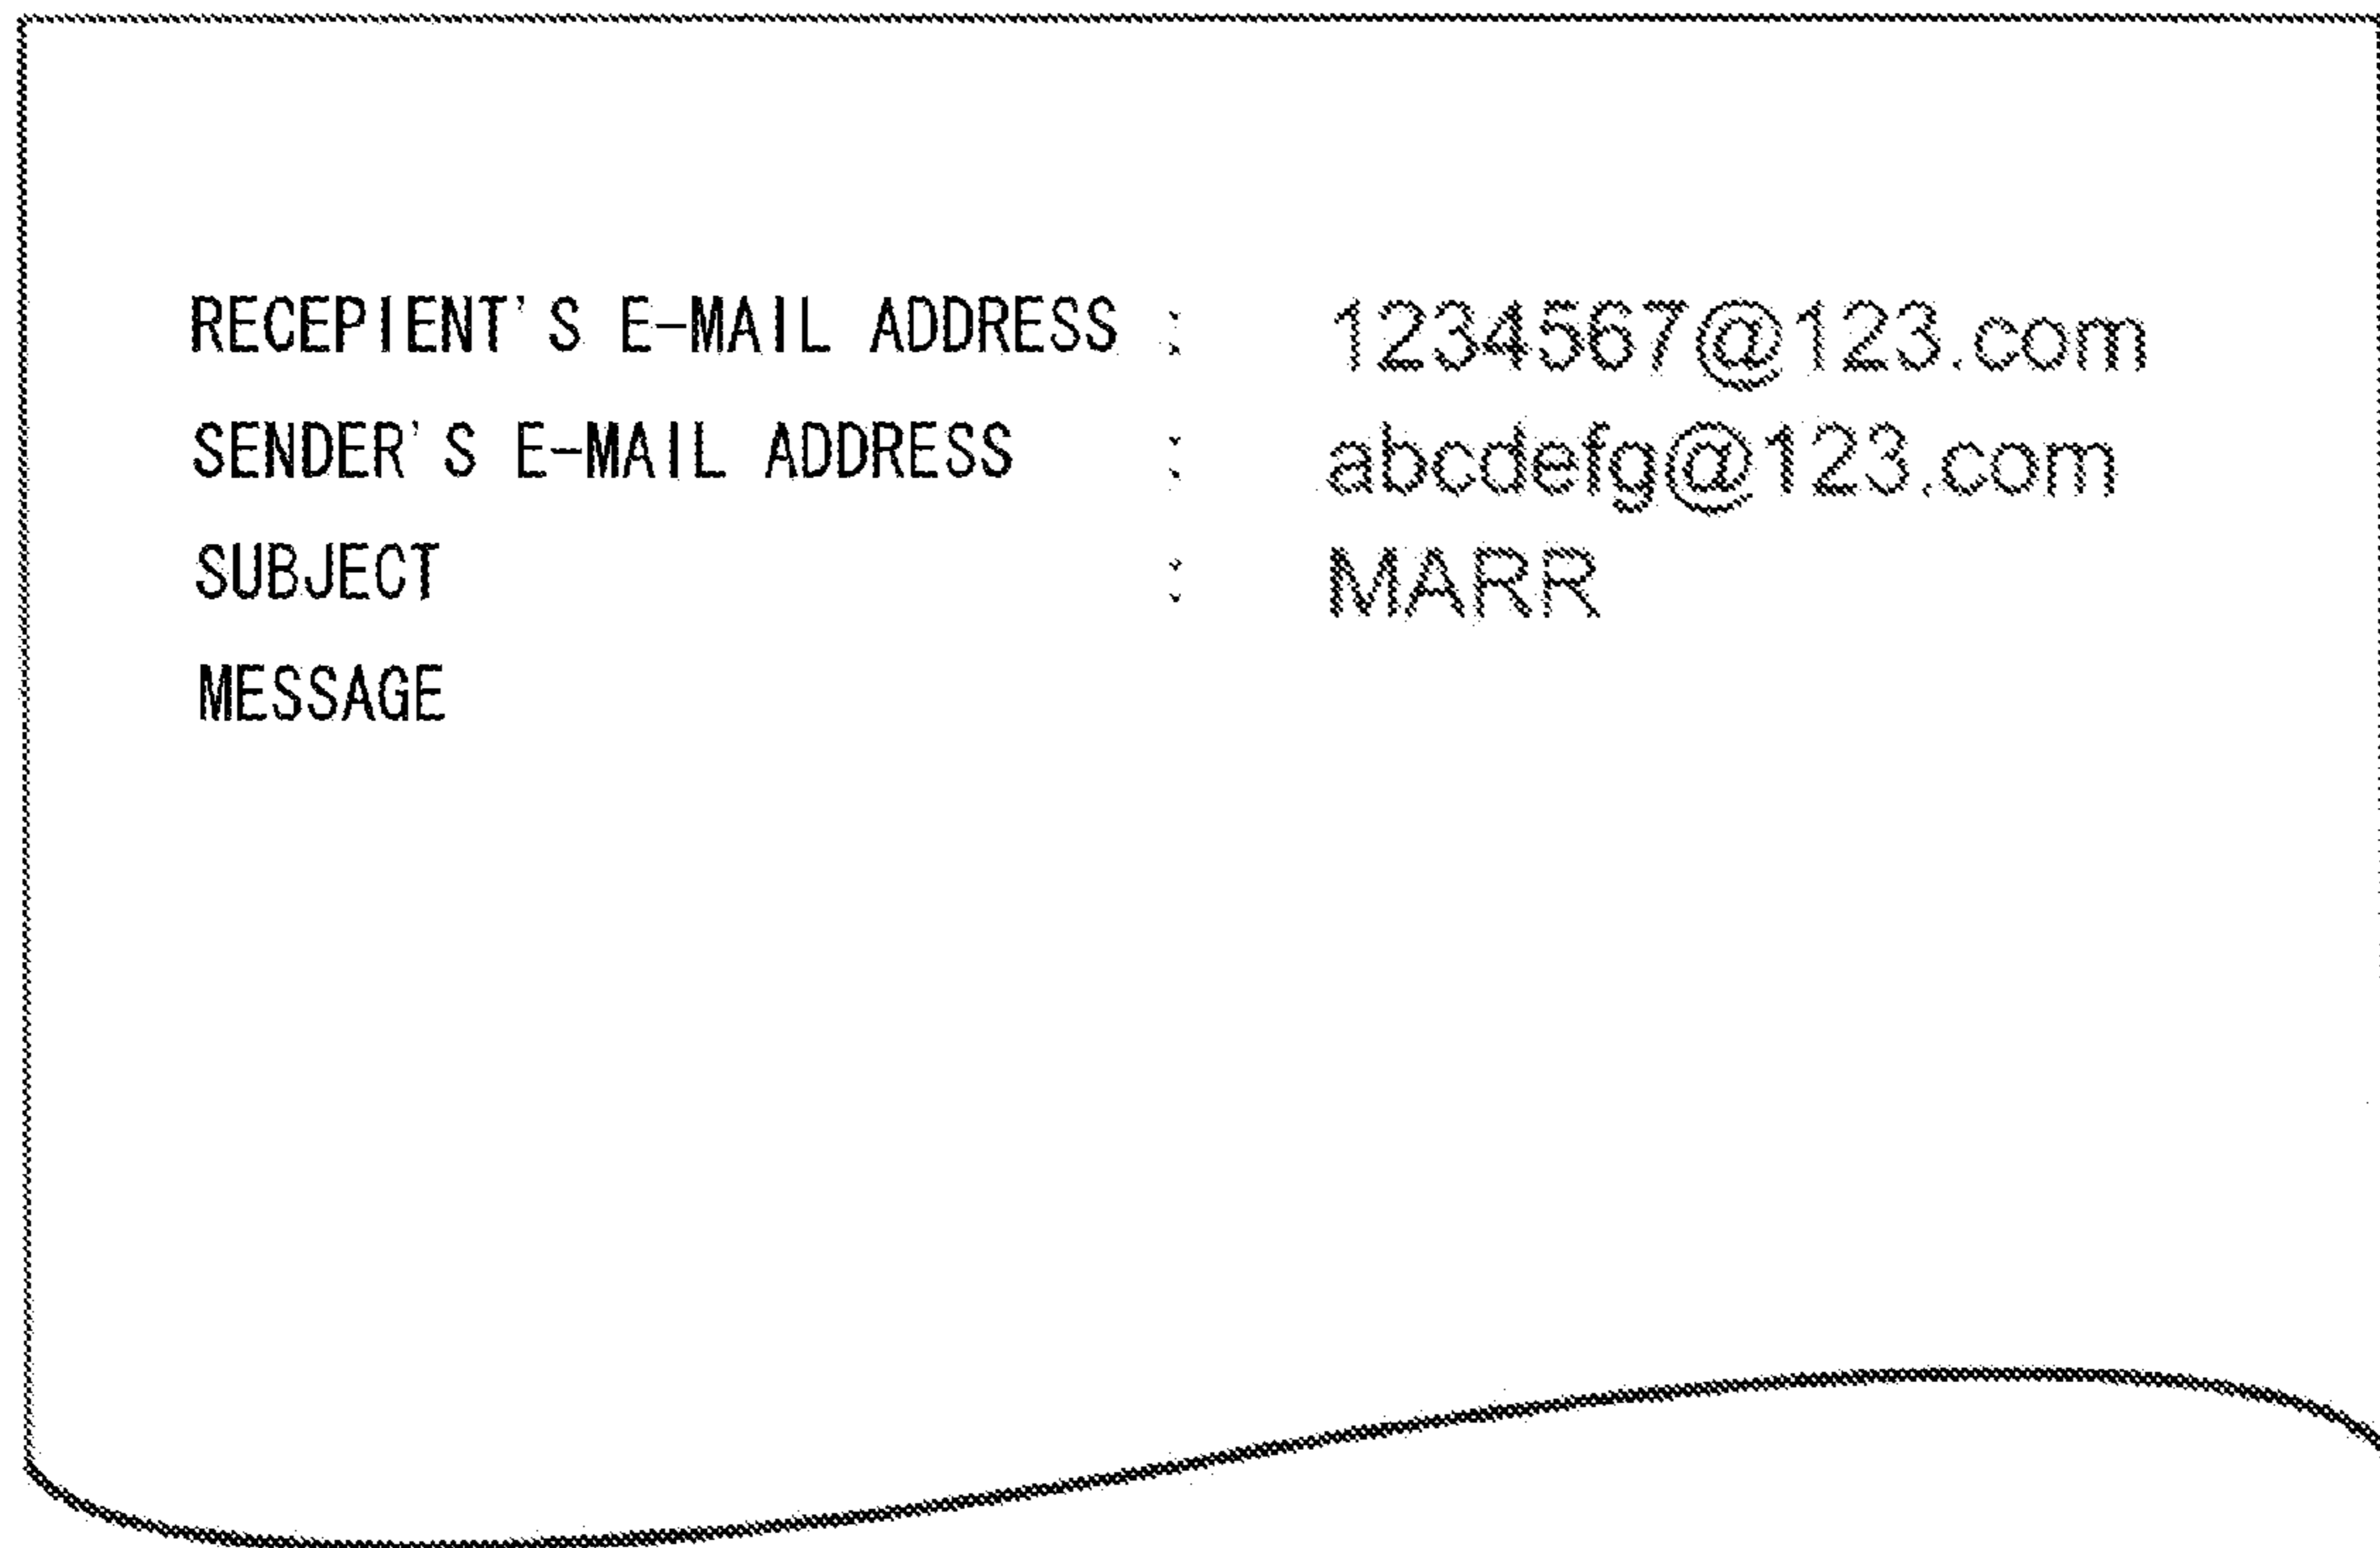 RECEPIENT'S E-MAIL ADDRESS : 1234567@123.com
SENDER'S E-MAIL ADDRESS : abcdefg@123.com
SUBJECT : MARR
MESSAGE